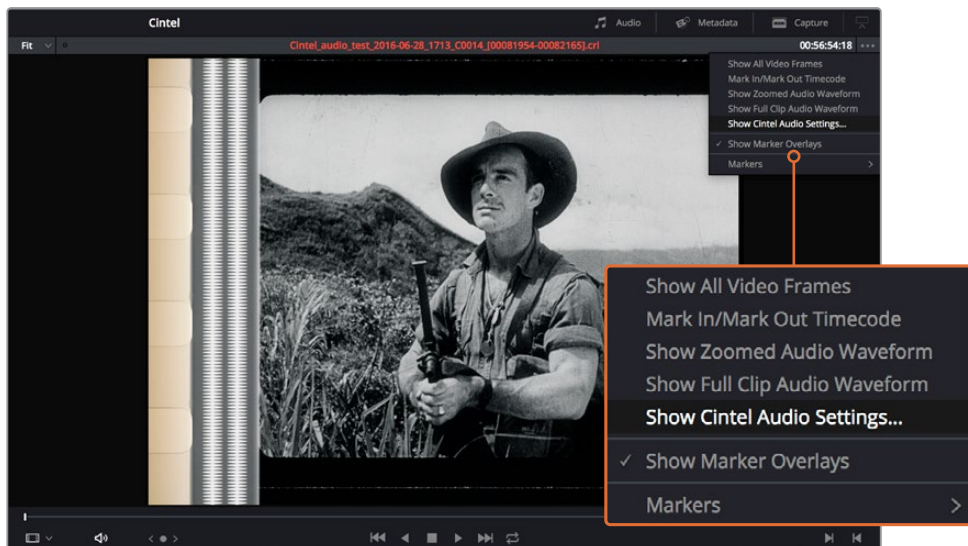 Cintel
Audio
Metadata
Capture
Fit
Cintel_audio_test_2016-06-28_1713_C0014_[00081954-00082165].cri
00:56:54:18
Show All Video Frames
Mark In/Mark Out Timecode
Show Zoomed Audio Waveform
Show Full Clip Audio Waveform
Show Cintel Audio Settings...
Show Marker Overlays
Markers
Show All Video Frames
Mark In/Mark Out Timecode
Show Zoomed Audio Waveform
Show Full Clip Audio Waveform
Show Cintel Audio Settings...
Show Marker Overlays
Markers